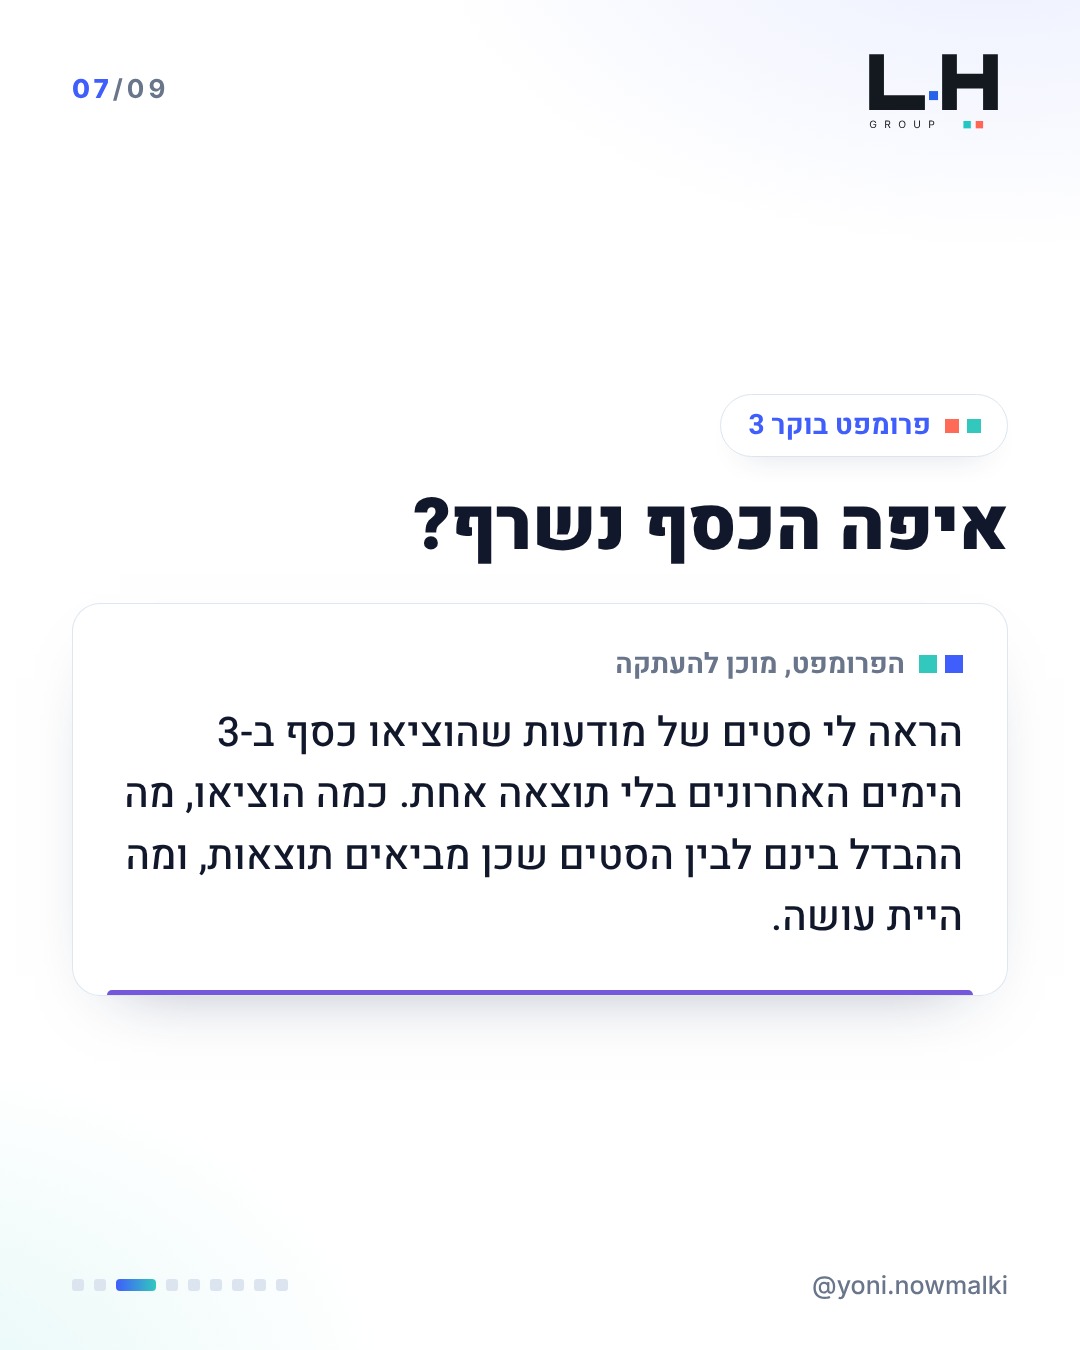 07/09
L.H
GROUP
פרומפט בוקר 3
איפה הכסף נשרף?
הפרומפט, מוכן להעתקה
הראה לי סטים של מודעות שהוציאו כסף ב-3
הימים האחרונים בלי תוצאה אחת. כמה הוציאו, מה
ההבדל בינם לבין הסטים שכן מביאים תוצאות, ומה
היית עושה.
@yoni.nowmalki